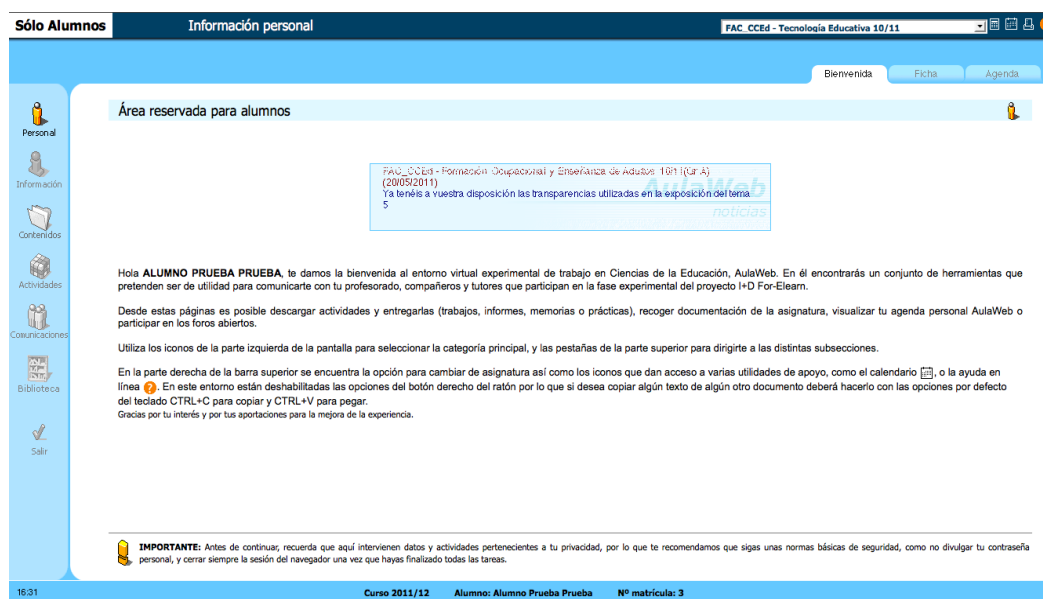 Sólo Alumnos
Información personal
FAC_CCEd - Tecnología Educativa 10/11
Bienvenida
Ficha
Agenda
Personal
Información
Contenidos
Actividades
Comunicaciones
Biblioteca
Salir
Área reservada para alumnos
FAC_CCEd - Formación Ocupacional y Enseñanza de Adultos 10/11(Gr.A)
(20/05/2011)
Ya tenéis a vuestra disposición las transparencias utilizadas en la exposición del tema
5
AulaWeb
noticias
Hola ALUMNO PRUEBA PRUEBA, te damos la bienvenida al entorno virtual experimental de trabajo en Ciencias de la Educación, AulaWeb. En él encontrarás un conjunto de herramientas que
pretenden ser de utilidad para comunicarte con tu profesorado, compañeros y tutores que participan en la fase experimental del proyecto I+D For-Elearn.
Desde estas páginas es posible descargar actividades y entregarlas (trabajos, informes, memorias o prácticas), recoger documentación de la asignatura, visualizar tu agenda personal AulaWeb o
participar en los foros abiertos.
Utiliza los iconos de la parte izquierda de la pantalla para seleccionar la categoría principal, y las pestañas de la parte superior para dirigirte a las distintas subsecciones.
En la parte derecha de la barra superior se encuentra la opción para cambiar de asignatura así como los iconos que dan acceso a varias utilidades de apoyo, como el calendario , o la ayuda en
línea ?. En este entorno están deshabilitadas las opciones del botón derecho del ratón por lo que si desea copiar algún texto de algún otro documento deberá hacerlo con las opciones por defecto
del teclado CTRL+C para copiar y CTRL+V para pegar.
Gracias por tu interés y por tus aportaciones para la mejora de la experiencia.
IMPORTANTE: Antes de continuar, recuerda que aquí intervienen datos y actividades pertenecientes a tu privacidad, por lo que te recomendamos que sigas unas normas básicas de seguridad, como no divulgar tu contraseña
personal, y cerrar siempre la sesión del navegador una vez que hayas finalizado todas las tareas.
16:31
Curso 2011/12
Alumno: Alumno Prueba Prueba
Nº matrícula: 3